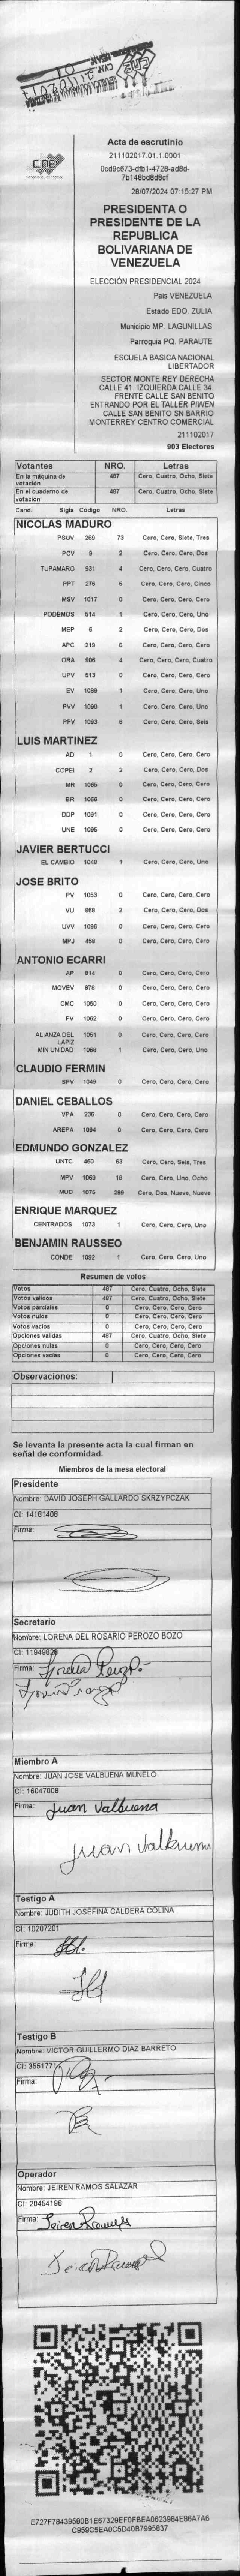 CNE
Acta de escrutinio
211102017.01.1.0001
0cd9c673-dfb1-4728-ad8d-
7b148bd8d8cf
28/07/2024 07:15:27 PM
PRESIDENTA O
PRESIDENTE DE LA
REPUBLICA
BOLIVARIANA DE
VENEZUELA
ELECCIÓN PRESIDENCIAL 2024
Pais VENEZUELA
Estado EDO. ZULIA
Municipio MP. LAGUNILLAS
Parroquia PQ. PARAUTE
ESCUELA BASICA NACIONAL
LIBERTADOR
SECTOR MONTE REY DERECHA
CALLE 41. IZQUIERDA CALLE 34.
FRENTE CALLE SAN BENITO
ENTRANDO POR EL TALLER PIWEN
CALLE SAN BENITO SN BARRIO
MONTERREY CENTRO COMERCIAL
211102017
903 Electores
Votantes NRO. Letras
En la máquina de votación 487 Cero, Cuatro, Ocho, Siete
En el cuaderno de votación 487 Cero, Cuatro, Ocho, Siete
Cand. Sigla Código NRO. Letras
NICOLAS MADURO
PSUV 269 73 Cero, Cero, Siete, Tres
PCV 9 2 Cero, Cero, Cero, Dos
TUPAMARO 931 4 Cero, Cero, Cero, Cuatro
PPT 276 5 Cero, Cero, Cero, Cinco
MSV 1017 0 Cero, Cero, Cero, Cero
PODEMOS 514 1 Cero, Cero, Cero, Uno
MEP 6 2 Cero, Cero, Cero, Dos
APC 219 0 Cero, Cero, Cero, Cero
ORA 908 4 Cero, Cero, Cero, Cuatro
UPV 513 0 Cero, Cero, Cero, Cero
EV 1089 1 Cero, Cero, Cero, Uno
PVV 1090 1 Cero, Cero, Cero, Uno
PFV 1093 6 Cero, Cero, Cero, Seis
LUIS MARTINEZ
AD 1 0 Cero, Cero, Cero, Cero
COPEI 2 2 Cero, Cero, Cero, Dos
MR 1065 0 Cero, Cero, Cero, Cero
BR 1066 0 Cero, Cero, Cero, Cero
DDP 1091 0 Cero, Cero, Cero, Cero
UNE 1095 0 Cero, Cero, Cero, Cero
JAVIER BERTUCCI
EL CAMBIO 1048 1 Cero, Cero, Cero, Uno
JOSE BRITO
PV 1053 0 Cero, Cero, Cero, Cero
VU 868 2 Cero, Cero, Cero, Dos
UVV 1096 0 Cero, Cero, Cero, Cero
MPJ 458 0 Cero, Cero, Cero, Cero
ANTONIO ECARRI
AP 914 0 Cero, Cero, Cero, Cero
MOVEV 878 0 Cero, Cero, Cero, Cero
CMC 1050 0 Cero, Cero, Cero, Cero
FV 1062 0 Cero, Cero, Cero, Cero
ALIANZA DEL LAPIZ 1051 0 Cero, Cero, Cero, Cero
MIN UNIDAD 1068 1 Cero, Cero, Cero, Uno
CLAUDIO FERMIN
SPV 1049 0 Cero, Cero, Cero, Cero
DANIEL CEBALLOS
VPA 236 0 Cero, Cero, Cero, Cero
AREPA 1094 0 Cero, Cero, Cero, Cero
EDMUNDO GONZALEZ
UNTC 460 63 Cero, Cero, Seis, Tres
MPV 1069 18 Cero, Cero, Uno, Ocho
MUD 1075 299 Cero, Dos, Nueve, Nueve
ENRIQUE MARQUEZ
CENTRADOS 1073 1 Cero, Cero, Cero, Uno
BENJAMIN RAUSSEO
CONDE 1092 1 Cero, Cero, Cero, Uno
Resumen de votos
Votos 487 Cero, Cuatro, Ocho, Siete
Votos validos 487 Cero, Cuatro, Ocho, Siete
Votos parciales 0 Cero, Cero, Cero, Cero
Votos nulos 0 Cero, Cero, Cero, Cero
Votos vacios 0 Cero, Cero, Cero, Cero
Opciones validas 487 Cero, Cuatro, Ocho, Siete
Opciones nulas 0 Cero, Cero, Cero, Cero
Opciones vacias 0 Cero, Cero, Cero, Cero
Observaciones:
Se levanta la presente acta la cual firman en
señal de conformidad.
Miembros de la mesa electoral
Presidente
Nombre: DAVID JOSEPH GALLARDO SKRZYPCZAK
CI: 14181408
Firma:
Secretario
Nombre: LORENA DEL ROSARIO PEROZO BOZO
CI: 11949829
Firma:
Miembro A
Nombre: JUAN JOSE VALBUENA MUNELO
CI: 16047008
Firma: Juan Valbuena
Juan Valbuena
Testigo A
Nombre: JUDITH JOSEFINA CALDERA COLINA
CI: 10207201
Firma:
Testigo B
Nombre: VICTOR GUILLERMO DIAZ BARRETO
CI: 3551771
Firma:
Operador
Nombre: JEIREN RAMOS SALAZAR
CI: 20454198
Firma: Jeiren Ramos
E727F78439580B1E67329EF0FBEA0623984E86A7A6
C959C5EA0C5D40B7995637